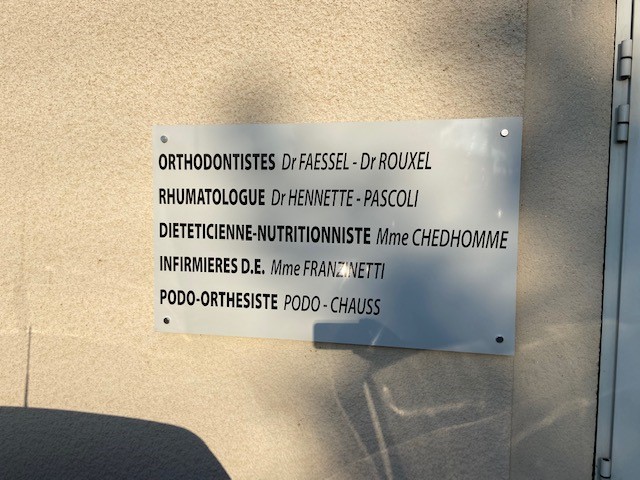 ORTHODONTISTES Dr FAESSEL - Dr ROUXEL
RHUMATOLOGUE Dr HENNETTE - PASCOLI
DIETETICIENNE-NUTRITIONNISTE Mme CHEDHOMME
INFIRMIERES D.E. Mme FRANZINETTI
PODO-ORTHESISTE PODO - CHAUSS